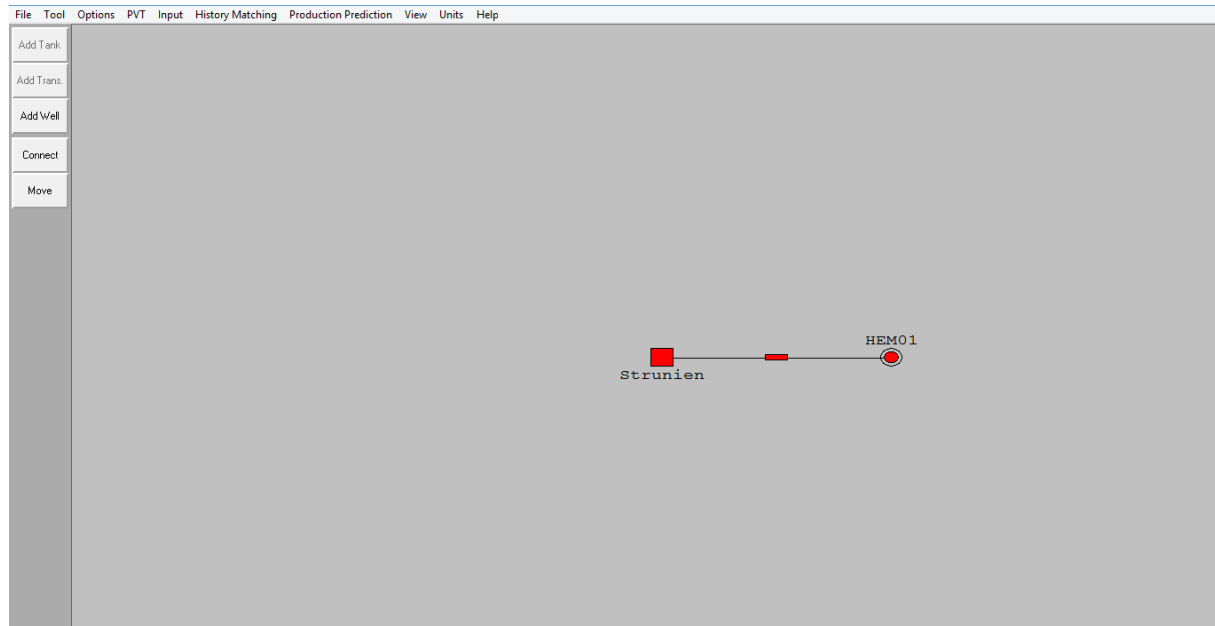 File Tool Options PVT Input History Matching Production Prediction View Units Help
Add Tank
Add Trans.
Add Well
Connect
Move
HEM01
Strunien